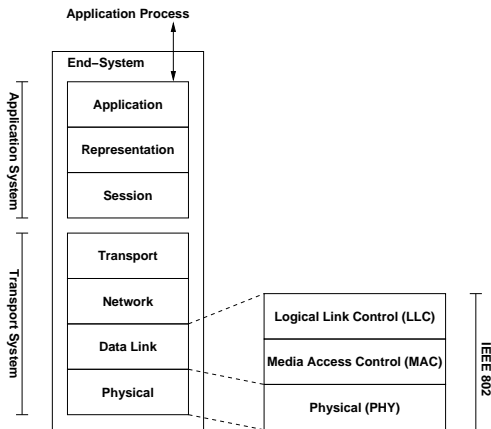 Application Process
End−System
Application System
Application
Representation
Session
Transport System
Transport
Network
Data Link
Physical
Logical Link Control (LLC)
Media Access Control (MAC)
Physical (PHY)
IEEE 802